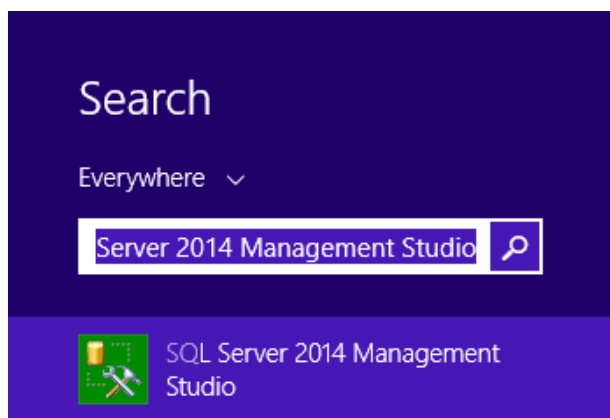 Search
Everywhere
Server 2014 Management Studio
SQL Server 2014 Management
Studio